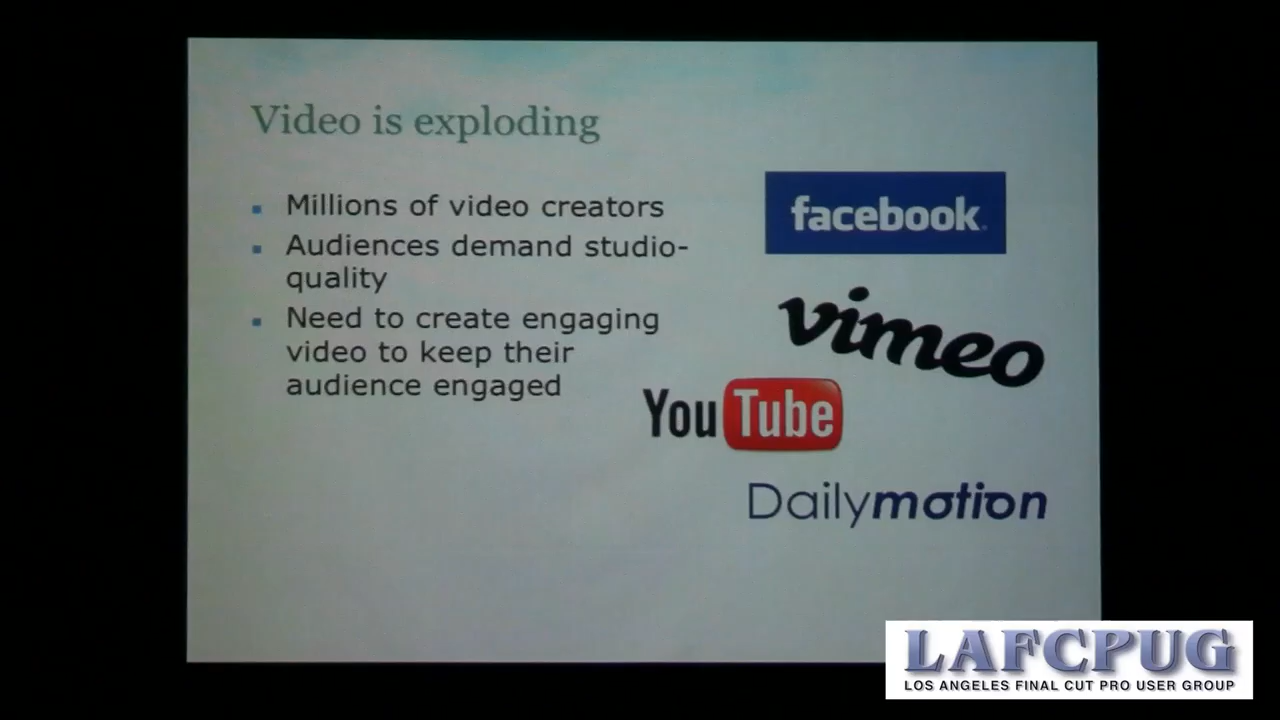 Video is exploding
Millions of video creators
Audiences demand studio-
quality
Need to create engaging
video to keep their
audience engaged
facebook
vimeo
YouTube
Dailymotion
LAFCPUG
LOS ANGELES FINAL CUT PRO USER GROUP